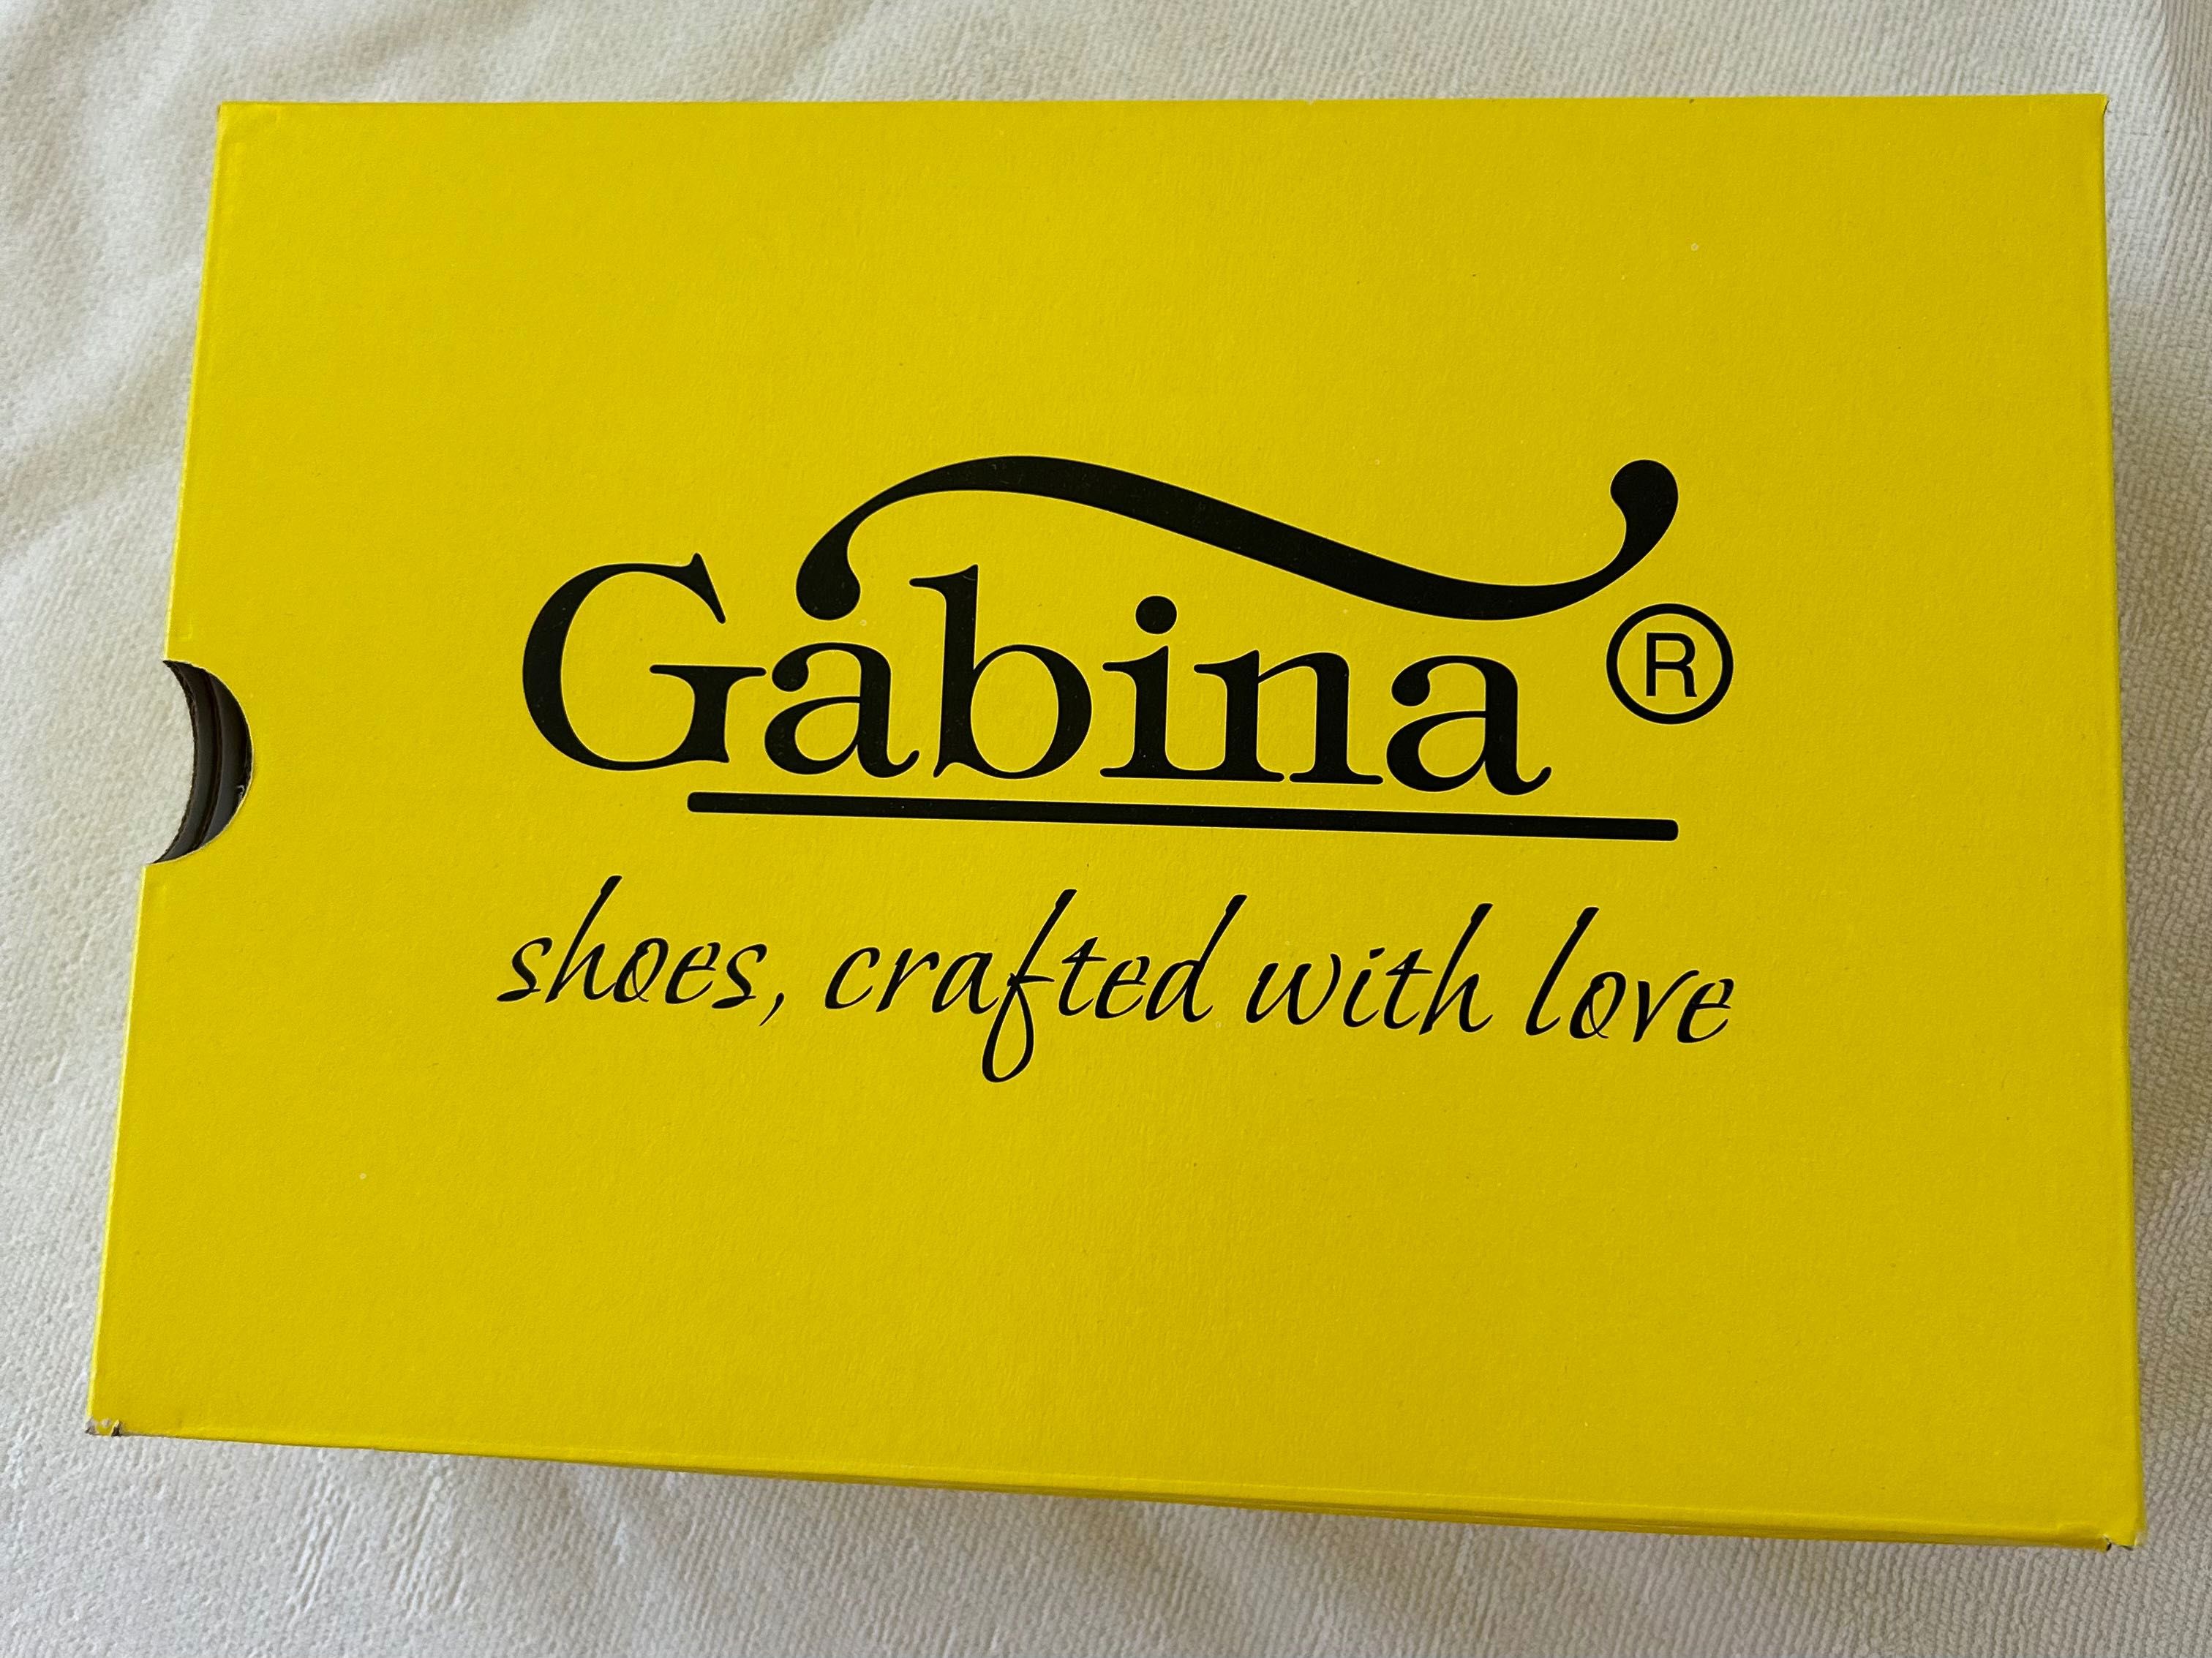 Gabina ®
shoes, crafted with love